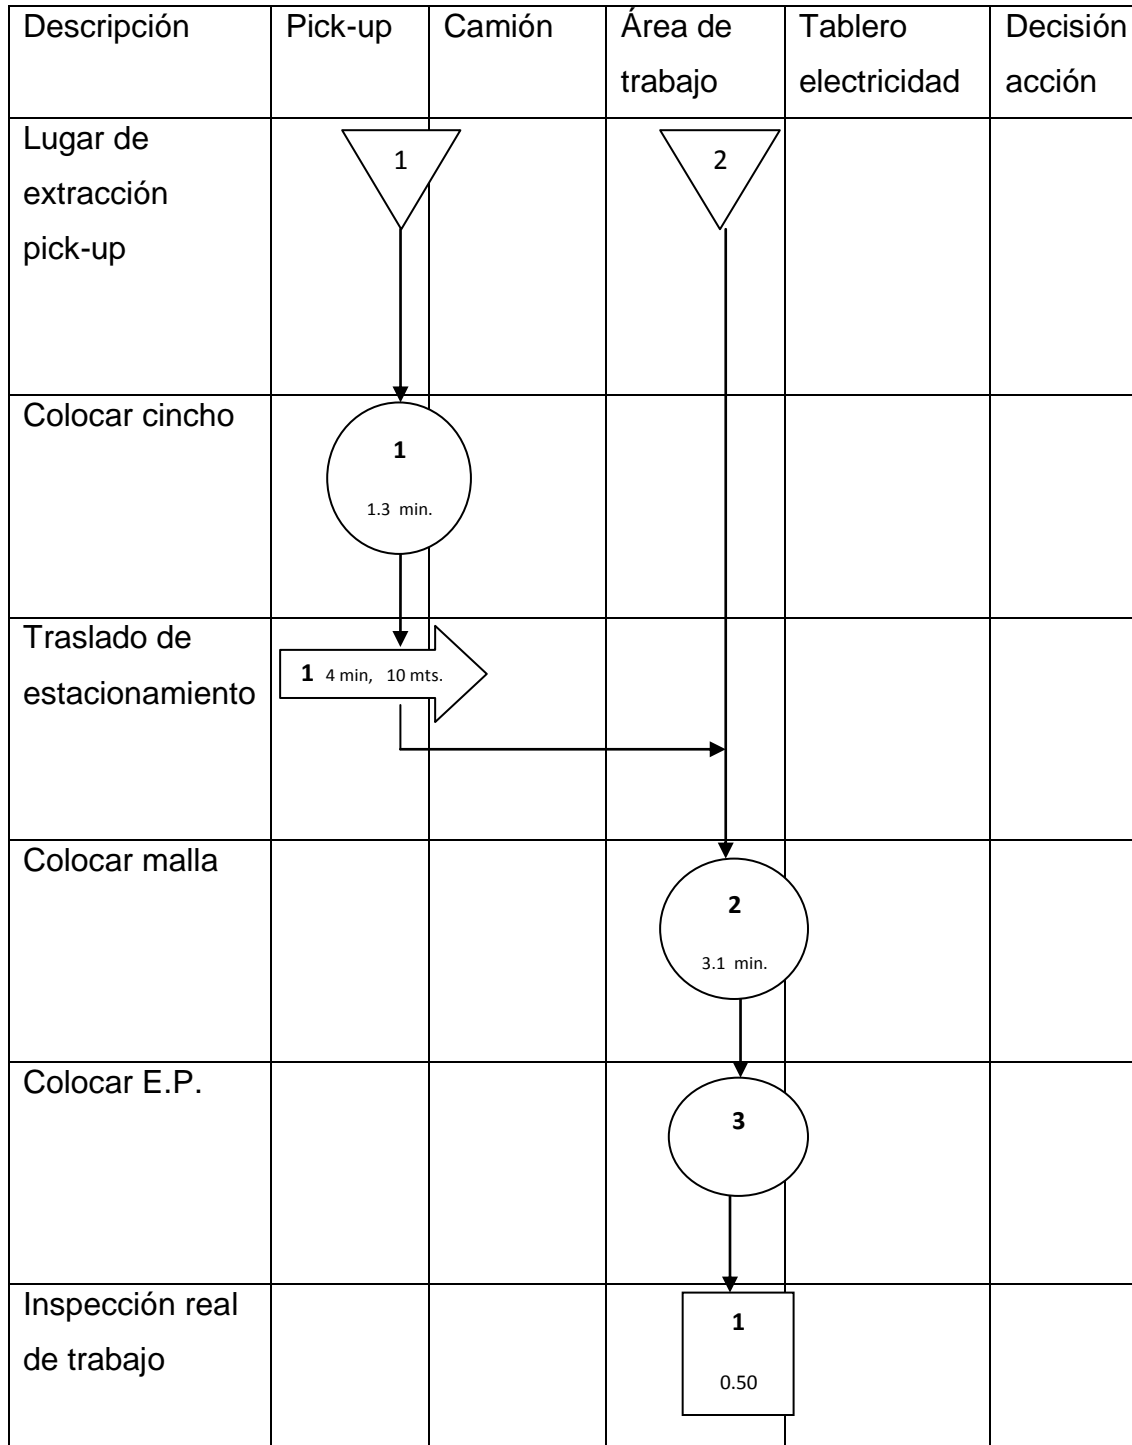 Descripción
Pick-up
Camión
Área de
trabajo
Tablero
electricidad
Decisión
acción
Lugar de
extracción
pick-up
1
2
Colocar cincho
1
1.3 min.
Traslado de
estacionamiento
1 4 min, 10 mts.
Colocar malla
2
3.1 min.
Colocar E.P.
3
Inspección real
de trabajo
1
0.50